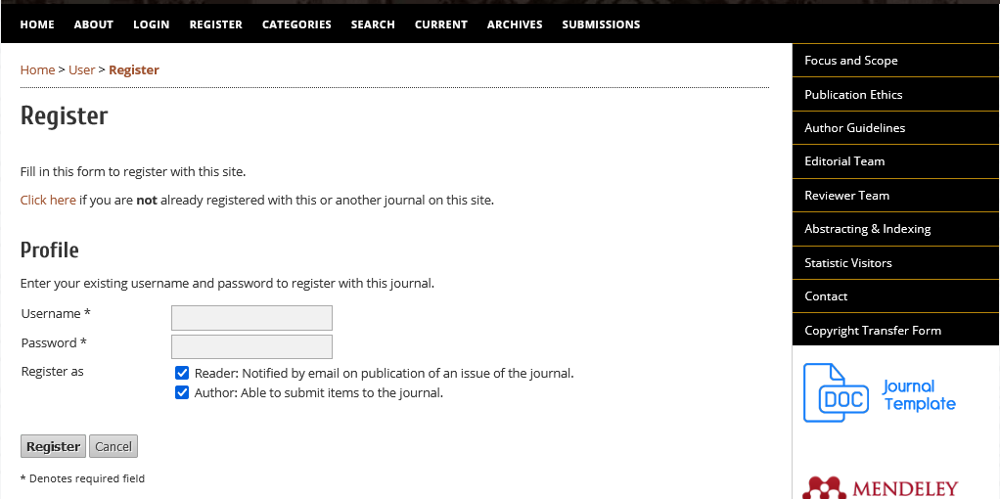 HOME ABOUT LOGIN REGISTER CATEGORIES SEARCH CURRENT ARCHIVES SUBMISSIONS
Home > User > Register
Register
Fill in this form to register with this site.
Click here if you are not already registered with this or another journal on this site.
Profile
Enter your existing username and password to register with this journal.
Username *
Password *
Register as
Reader: Notified by email on publication of an issue of the journal.
Author: Able to submit items to the journal.
Register Cancel
* Denotes required field
Focus and Scope
Publication Ethics
Author Guidelines
Editorial Team
Reviewer Team
Abstracting & Indexing
Statistic Visitors
Contact
Copyright Transfer Form
DOC
Journal
Template
MENDELEY